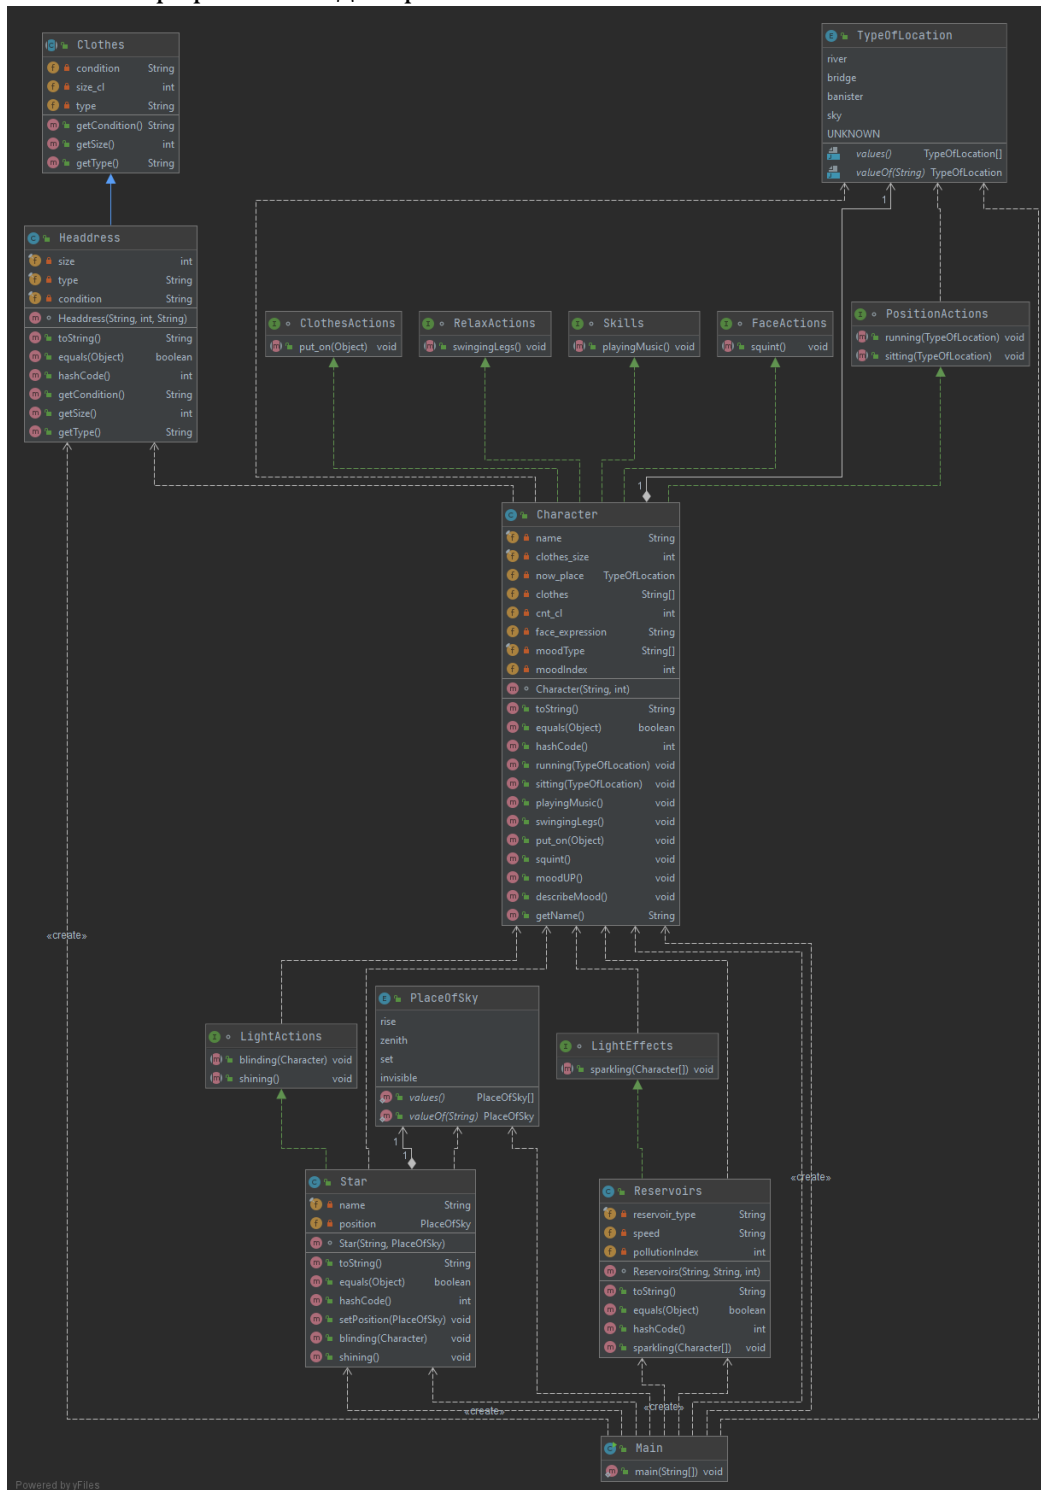 Clothes
condition String
size_cl int
type String
getCondition() String
getSize() int
getType() String
TypeOfLocation
river
bridge
banister
sky
UNKNOWN
values() TypeOfLocation[]
valueOf(String) TypeOfLocation
1
Headdress
size int
type String
condition String
Headdress(String, int, String)
toString() String
equals(Object) boolean
hashCode() int
getCondition() String
getSize() int
getType() String
ClothesActions
put_on(Object) void
RelaxActions
swingingLegs() void
Skills
playingMusic() void
FaceActions
squint() void
PositionActions
running(TypeOfLocation) void
sitting(TypeOfLocation) void
1
Character
name String
clothes_size int
now_place TypeOfLocation
clothes String[]
cnt_cl int
face_expression String
moodType String[]
moodIndex int
Character(String, int)
toString() String
equals(Object) boolean
hashCode() int
running(TypeOfLocation) void
sitting(TypeOfLocation) void
playingMusic() void
swingingLegs() void
put_on(Object) void
squint() void
moodUP() void
describeMood() void
getName() String
«create»
PlaceOfSky
rise
zenith
set
invisible
values() PlaceOfSky[]
valueOf(String) PlaceOfSky
LightActions
blinding(Character) void
shining() void
LightEffects
sparkling(Character[]) void
1
1
«create»
Star
name String
position PlaceOfSky
Star(String, PlaceOfSky)
toString() String
equals(Object) boolean
hashCode() int
setPosition(PlaceOfSky) void
blinding(Character) void
shining() void
Reservoirs
reservoir_type String
speed String
pollutionIndex int
Reservoirs(String, String, int)
toString() String
equals(Object) boolean
hashCode() int
sparkling(Character[]) void
«create»
«create»
Main
main(String[]) void
Powered by yFiles